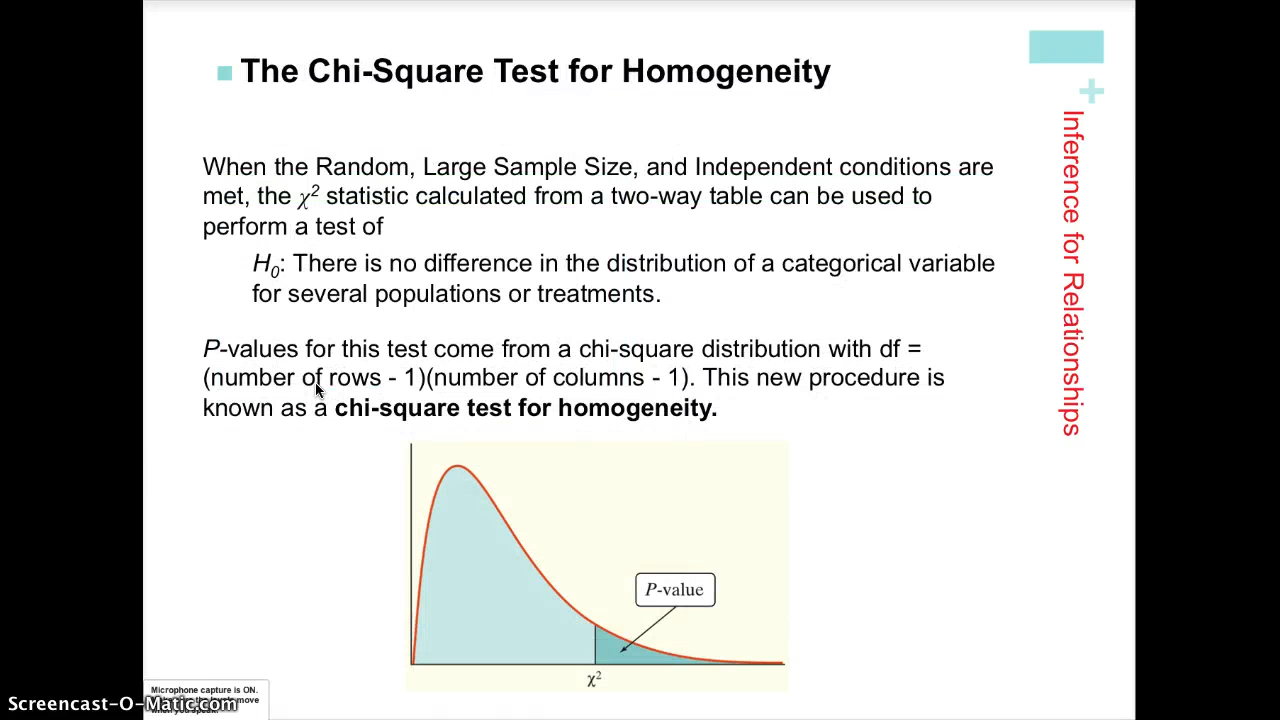 The Chi-Square Test for Homogeneity
+
Inference for Relationships
When the Random, Large Sample Size, and Independent conditions are
met, the χ² statistic calculated from a two-way table can be used to
perform a test of
H₀: There is no difference in the distribution of a categorical variable
for several populations or treatments.
P-values for this test come from a chi-square distribution with df =
(number of rows - 1)(number of columns - 1). This new procedure is
known as a chi-square test for homogeneity.
P-value
χ²
Microphone capture is ON.
move
Screencast-O-Matic.com